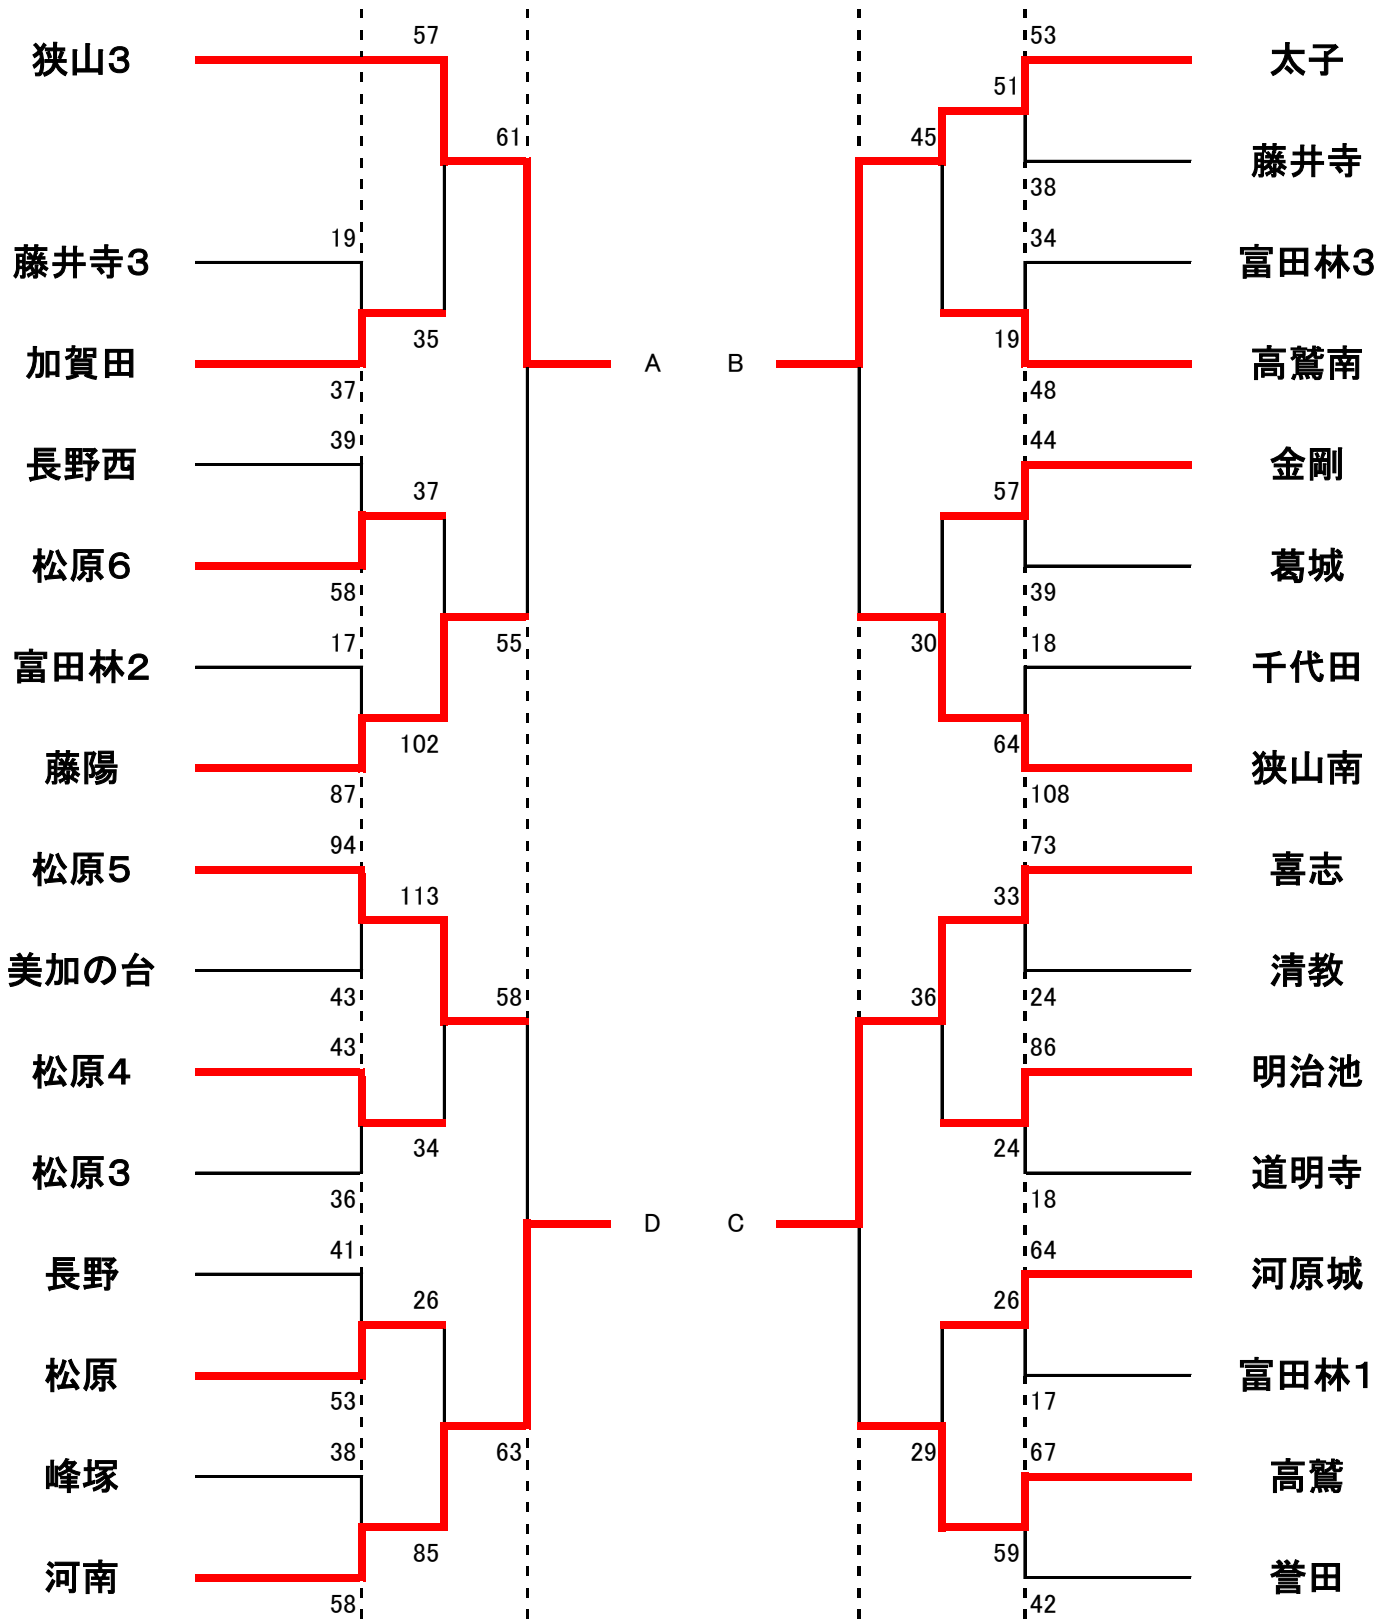 57
53
狭山3
太子
51
61
45
藤井寺
38
19
34
藤井寺3
富田林3
35
19
加賀田
A
B
高鷲南
37
48
39
44
長野西
金剛
37
57
松原6
葛城
58
39
17
55
30
18
富田林2
千代田
102
64
藤陽
狭山南
87
108
94
73
松原5
喜志
113
33
美加の台
清教
43
58
36
24
43
86
松原4
明治池
34
24
松原3
道明寺
36
18
D
C
41
64
長野
河原城
26
26
松原
富田林1
53
17
38
63
29
67
峰塚
高鷲
85
59
河南
誉田
58
42